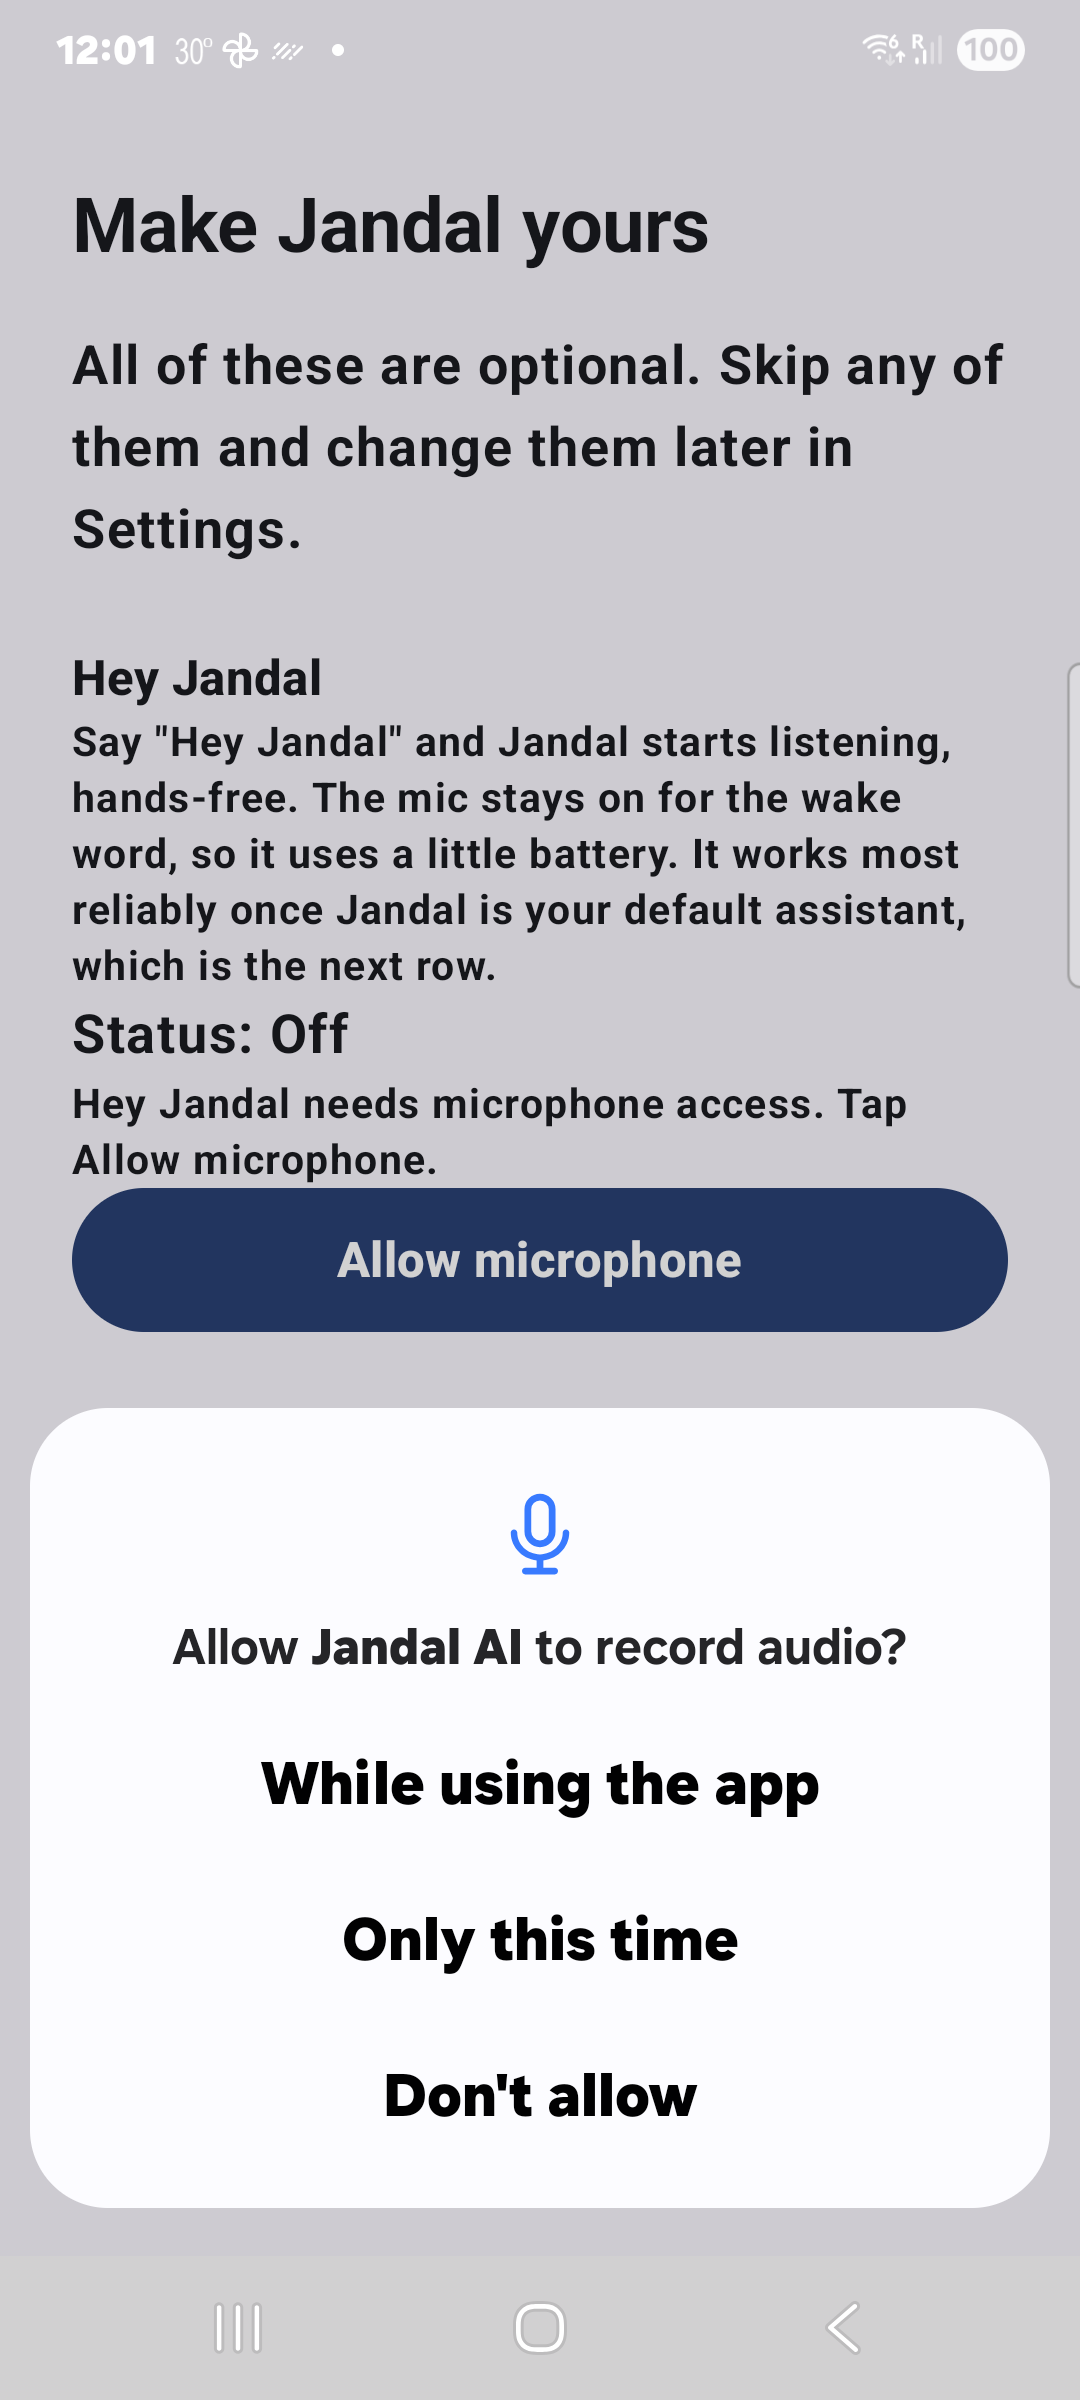 12:01 30° 6 R 100
Make Jandal yours
All of these are optional. Skip any of
them and change them later in
Settings.
Hey Jandal
Say "Hey Jandal" and Jandal starts listening,
hands-free. The mic stays on for the wake
word, so it uses a little battery. It works most
reliably once Jandal is your default assistant,
which is the next row.
Status: Off
Hey Jandal needs microphone access. Tap
Allow microphone.
Allow microphone
Allow Jandal AI to record audio?
While using the app
Only this time
Don't allow